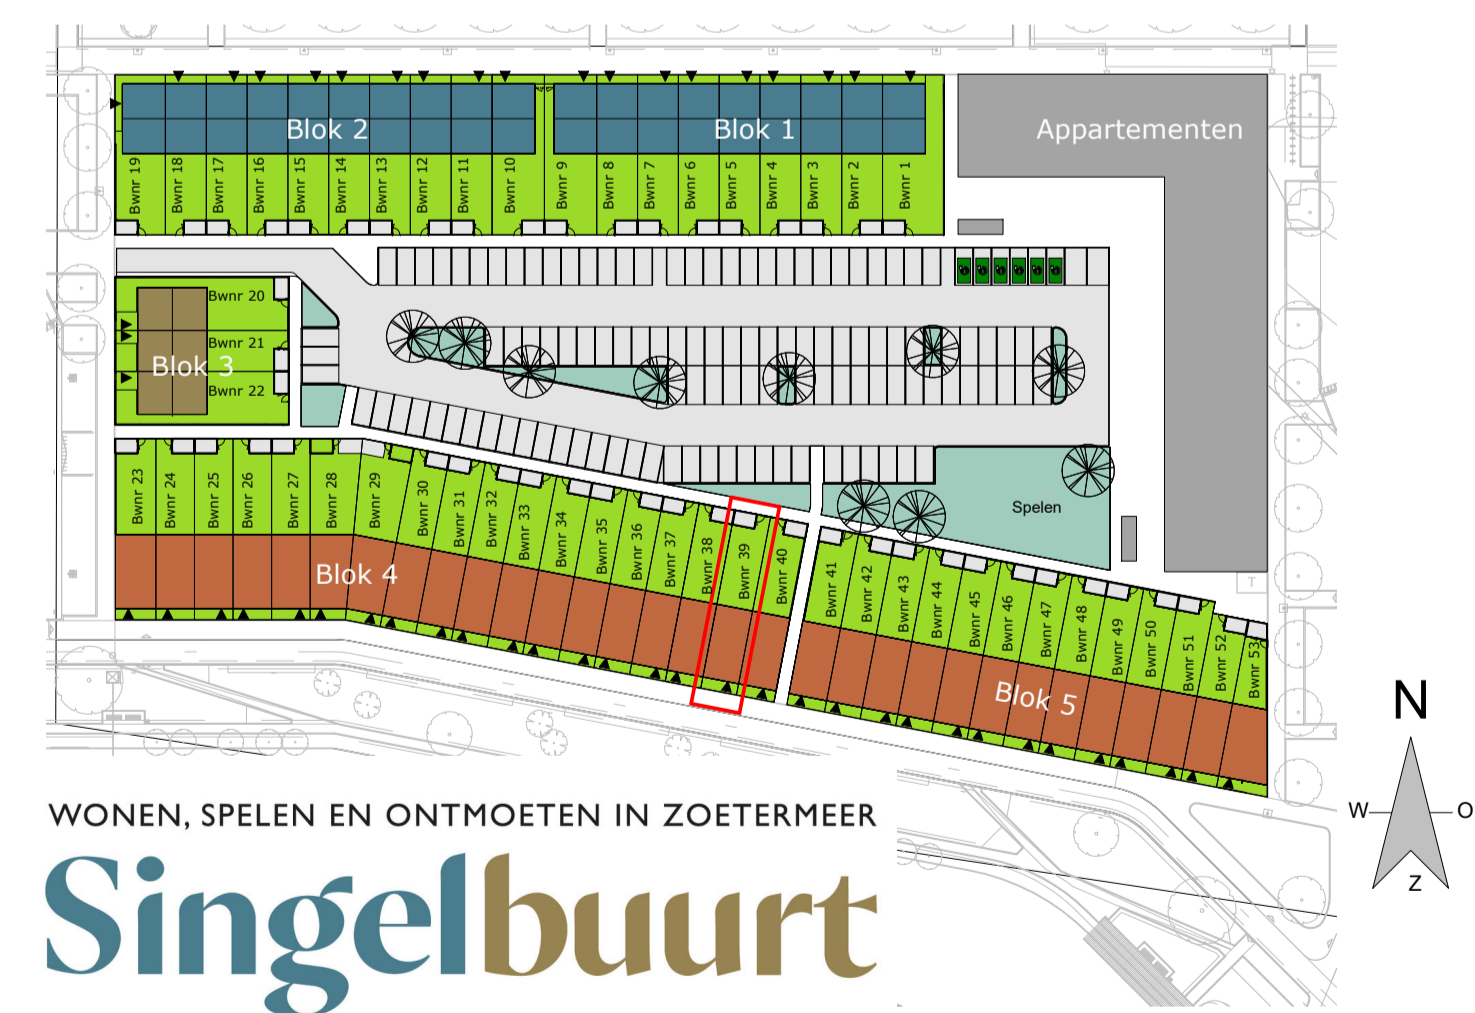 Blok 2
Blok 1
Appartementen
Bwnr 19
Bwnr 18
Bwnr 17
Bwnr 16
Bwnr 15
Bwnr 14
Bwnr 13
Bwnr 12
Bwnr 11
Bwnr 10
Bwnr 9
Bwnr 8
Bwnr 7
Bwnr 6
Bwnr 5
Bwnr 4
Bwnr 3
Bwnr 2
Bwnr 1
Bwnr 20
Bwnr 21
Blok 3
Bwnr 22
Bwnr 23
Bwnr 24
Bwnr 25
Bwnr 26
Bwnr 27
Bwnr 28
Bwnr 29
Bwnr 30
Bwnr 31
Bwnr 32
Bwnr 33
Bwnr 34
Bwnr 35
Bwnr 36
Bwnr 37
Bwnr 38
Bwnr 39
Bwnr 40
Spelen
Bwnr 41
Bwnr 42
Bwnr 43
Bwnr 44
Bwnr 45
Bwnr 46
Bwnr 47
Bwnr 48
Bwnr 49
Bwnr 50
Bwnr 51
Bwnr 52
Bwnr 53
T
Blok 4
Blok 5
N
W
O
Z
WONEN, SPELEN EN ONTMOETEN IN ZOETERMEER
Singelbuurt